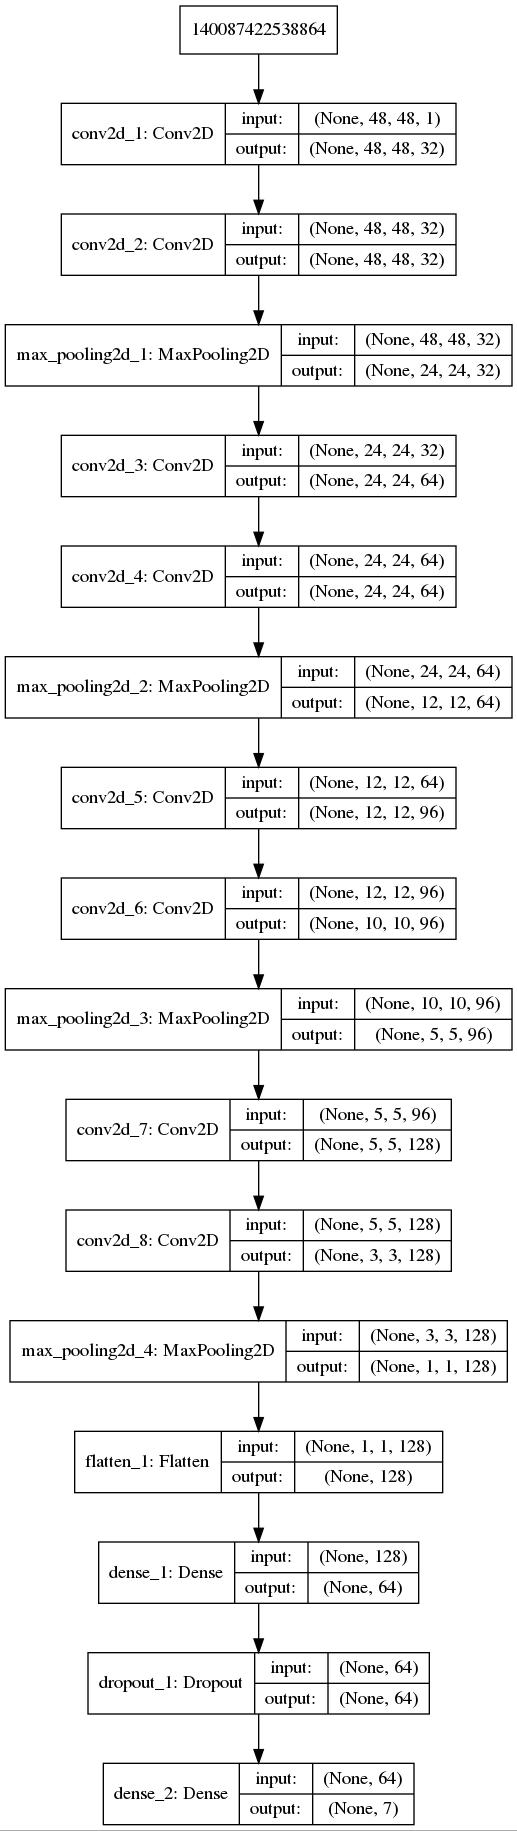 140087422538864
conv2d_1: Conv2D
input: (None, 48, 48, 1)
output: (None, 48, 48, 32)
conv2d_2: Conv2D
input: (None, 48, 48, 32)
output: (None, 48, 48, 32)
max_pooling2d_1: MaxPooling2D
input: (None, 48, 48, 32)
output: (None, 24, 24, 32)
conv2d_3: Conv2D
input: (None, 24, 24, 32)
output: (None, 24, 24, 64)
conv2d_4: Conv2D
input: (None, 24, 24, 64)
output: (None, 24, 24, 64)
max_pooling2d_2: MaxPooling2D
input: (None, 24, 24, 64)
output: (None, 12, 12, 64)
conv2d_5: Conv2D
input: (None, 12, 12, 64)
output: (None, 12, 12, 96)
conv2d_6: Conv2D
input: (None, 12, 12, 96)
output: (None, 10, 10, 96)
max_pooling2d_3: MaxPooling2D
input: (None, 10, 10, 96)
output: (None, 5, 5, 96)
conv2d_7: Conv2D
input: (None, 5, 5, 96)
output: (None, 5, 5, 128)
conv2d_8: Conv2D
input: (None, 5, 5, 128)
output: (None, 3, 3, 128)
max_pooling2d_4: MaxPooling2D
input: (None, 3, 3, 128)
output: (None, 1, 1, 128)
flatten_1: Flatten
input: (None, 1, 1, 128)
output: (None, 128)
dense_1: Dense
input: (None, 128)
output: (None, 64)
dropout_1: Dropout
input: (None, 64)
output: (None, 64)
dense_2: Dense
input: (None, 64)
output: (None, 7)